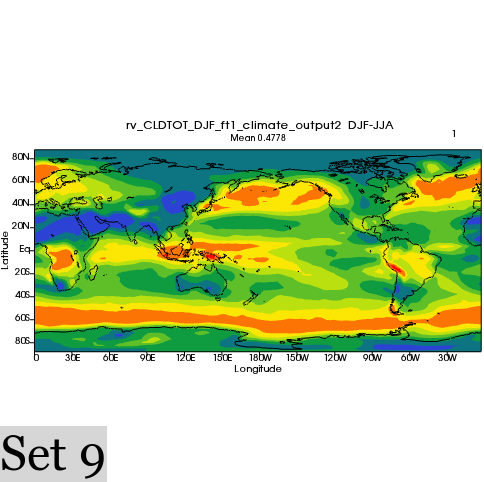 rv_CLDTOT_DJF_ft1_climate_output2 DJF-JJA
Mean 0.4778
1
80N
60N
40N
20N
Eq
20S
40S
60S
80S
Latitude
0 30E 60E 90E 120E 150E 180W 150W 120W 90W 60W 30W
Longitude
Set 9